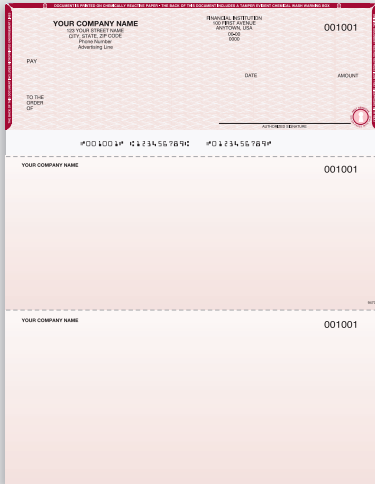 DOCUMENT IS PRINTED ON CHEMICALLY REACTIVE PAPER • THE BACK OF THIS DOCUMENT INCLUDES A TAMPER EVIDENT CHEMICAL WASH WARNING BOX
YOUR COMPANY NAME
123 YOUR STREET NAME
CITY, STATE, ZIP CODE
Phone Number
Advertising Line
FINANCIAL INSTITUTION
100 FIRST AVENUE
ANYTOWN, USA
00-00
0000
001001
PAY
DATE
AMOUNT
TO THE
ORDER
OF
AUTHORIZED SIGNATURE
⑈001001⑈ ⑆123456789⑆ ⑈0123456789⑈
YOUR COMPANY NAME
001001
YOUR COMPANY NAME
001001